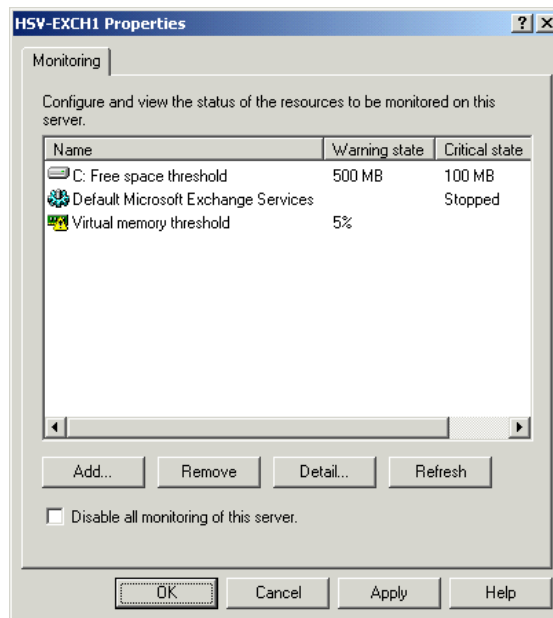 HSV-EXCH1 Properties
Monitoring
Configure and view the status of the resources to be monitored on this
server.
Name Warning state Critical state
C: Free space threshold 500 MB 100 MB
Default Microsoft Exchange Services Stopped
Virtual memory threshold 5%
Add... Remove Detail... Refresh
Disable all monitoring of this server.
OK Cancel Apply Help